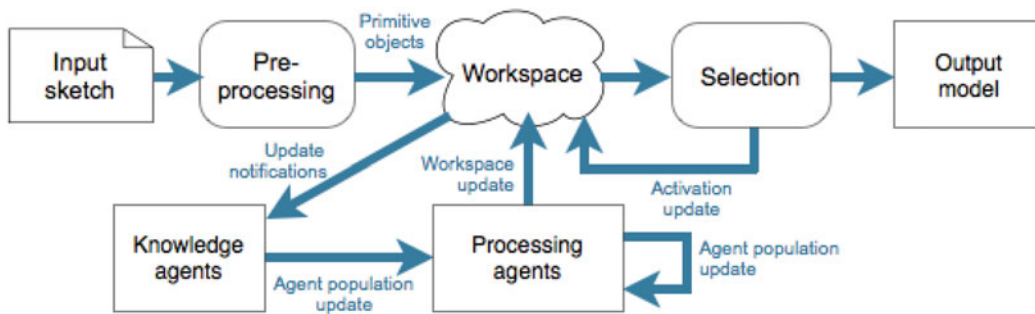 Input
sketch
Pre-
processing
Primitive
objects
Workspace
Selection
Output
model
Update
notifications
Workspace
update
Activation
update
Knowledge
agents
Agent population
update
Processing
agents
Agent population
update